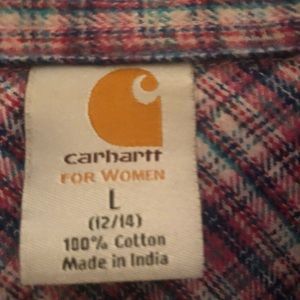 carhartt
FOR WOMEN
L
(12/14)
100% Cotton
Made in India